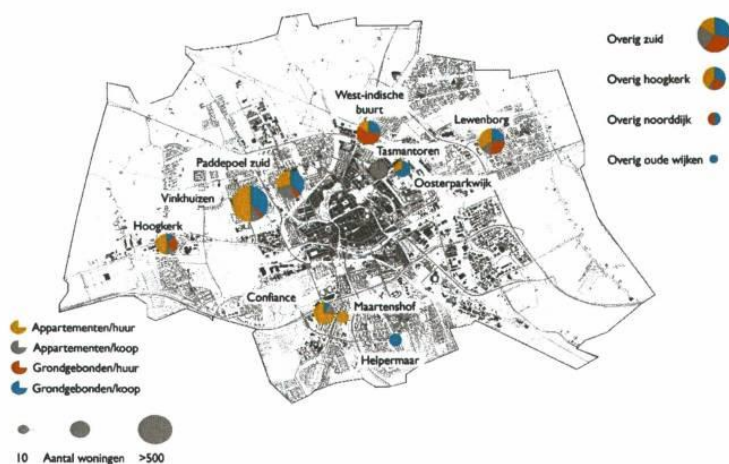 Overig zuid
Overig hoogkerk
Overig noorddijk
Overig oude wijken
West-indische
buurt
Lewenborg
Tasmantoren
Paddepoel zuid
Oosterparkwijk
Vinkhuizen
Hoogkerk
Confiance
Maartenshof
Helpermaar
Appartementen/huur
Appartementen/koop
Grondgebonden/huur
Grondgebonden/koop
10 Aantal woningen >500